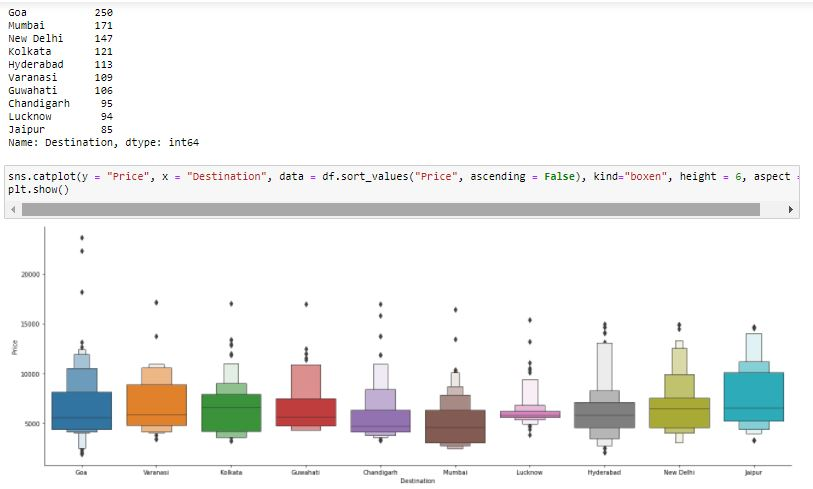 Goa 250
Mumbai 171
New Delhi 147
Kolkata 121
Hyderabad 113
Varanasi 109
Guwahati 106
Chandigarh 95
Lucknow 94
Jaipur 85
Name: Destination, dtype: int64
sns.catplot(y = "Price", x = "Destination", data = df.sort_values("Price", ascending = False), kind="boxen", height = 6, aspect =
plt.show()
20000
15000
10000
5000
Price
Goa Varanasi Kolkata Guwahati Chandigarh Mumbai Lucknow Hyderabad New Delhi Jaipur
Destination